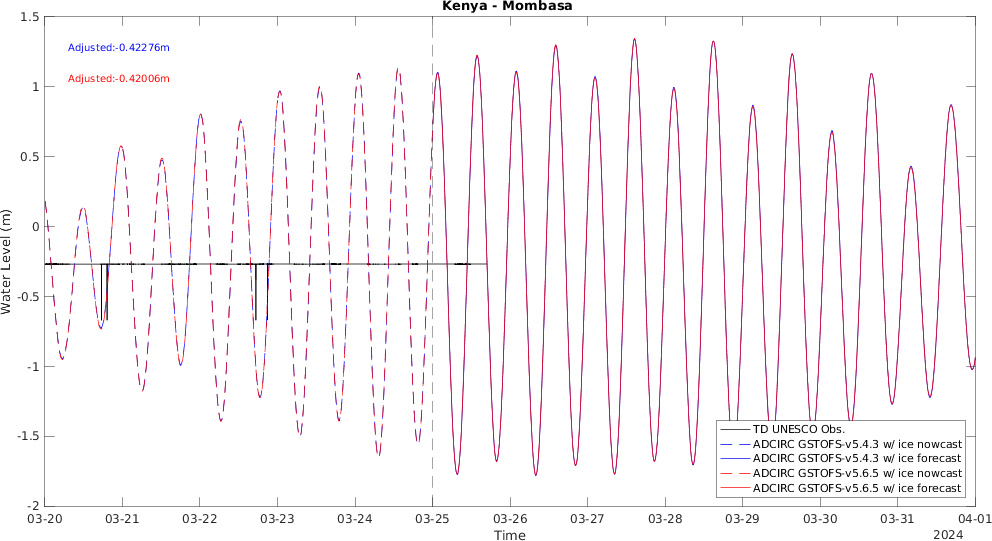 Kenya - Mombasa
1.5
1
0.5
0
-0.5
-1
-1.5
-2
Water Level (m)
Adjusted:-0.42276m
Adjusted:-0.42006m
TD UNESCO Obs.
ADCIRC GSTOFS-v5.4.3 w/ ice nowcast
ADCIRC GSTOFS-v5.4.3 w/ ice forecast
ADCIRC GSTOFS-v5.6.5 w/ ice nowcast
ADCIRC GSTOFS-v5.6.5 w/ ice forecast
03-20 03-21 03-22 03-23 03-24 03-25 03-26 03-27 03-28 03-29 03-30 03-31 04-01
Time
2024